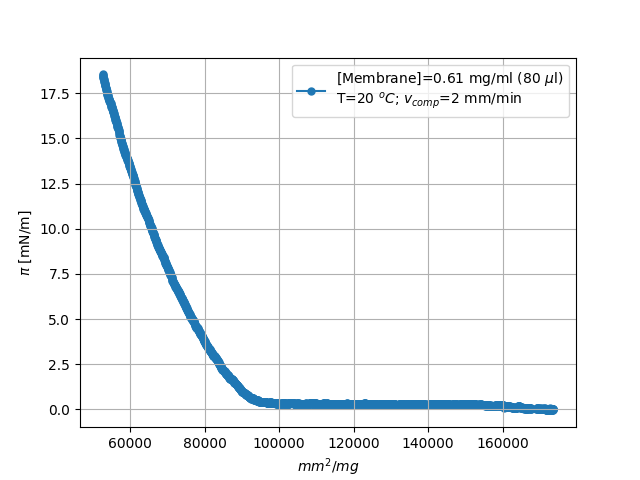 [Membrane]=0.61 mg/ml (80 μl)
T=20 °C; v_comp=2 mm/min
17.5
15.0
12.5
10.0
7.5
5.0
2.5
0.0
π [mN/m]
60000 80000 100000 120000 140000 160000
mm²/mg